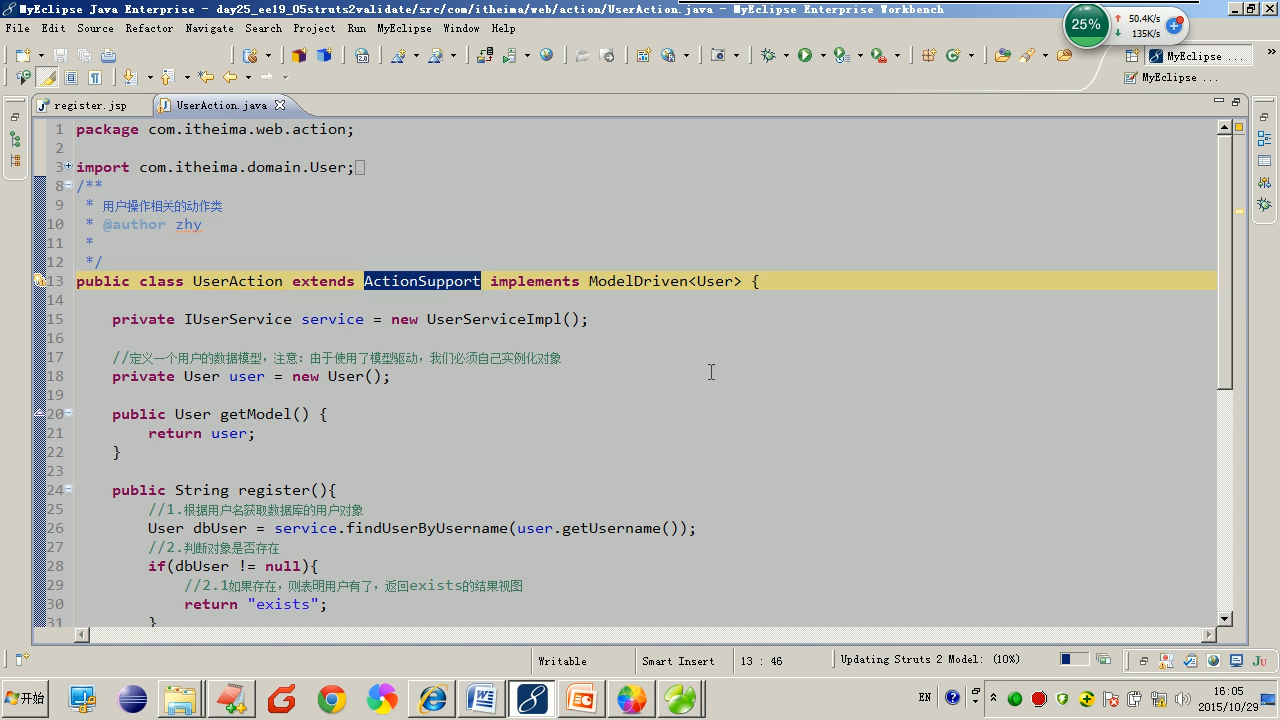 MyEclipse Java Enterprise - day25_ee19_05struts2validate/src/com/itheima/web/action/UserAction.java - MyEclipse Enterprise Workbench
File Edit Source Refactor Navigate Search Project Run MyEclipse Window Help
25% 50.4K/s
135K/s
MyEclipse ...
MyEclipse ...
register.jsp UserAction.java
1 package com.itheima.web.action;
2
3 import com.itheima.domain.User;
8 /**
9 * 用户操作相关的动作类
10 * @author zhy
11 *
12 */
13 public class UserAction extends ActionSupport implements ModelDriven<User> {
14
15 private IUserService service = new UserServiceImpl();
16
17 //定义一个用户的数据模型，注意：由于使用了模型驱动，我们必须自己实例化对象
18 private User user = new User();
19
20 public User getModel() {
21 return user;
22 }
23
24 public String register(){
25 //1.根据用户名获取数据库的用户对象
26 User dbUser = service.findUserByUsername(user.getUsername());
27 //2.判断对象是否存在
28 if(dbUser != null){
29 //2.1如果存在，则表明用户有了，返回exists的结果视图
30 return "exists";
31 }
Writable Smart Insert 13 : 46 Updating Struts 2 Model: (10%)
开始 EN 16:05
2015/10/29